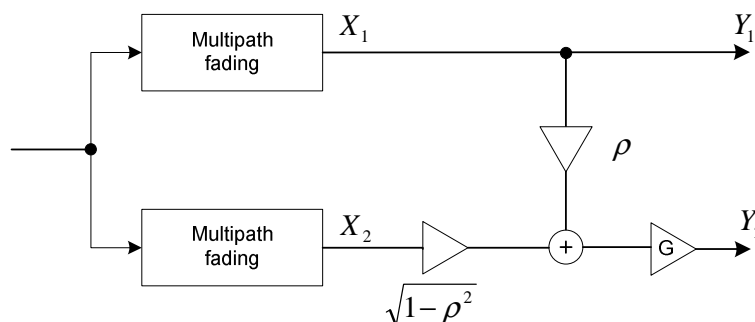 Multipath
fading
X₁
Y₁
ρ
Multipath
fading
X₂
√(1−ρ²)
+
G
Y